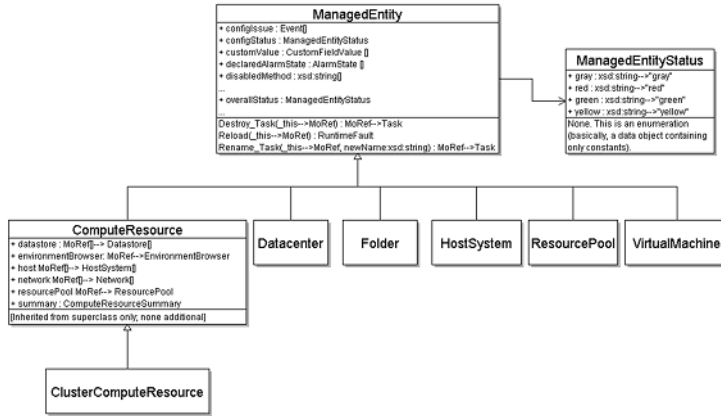 ManagedEntity
+ configIssue : Event[]
+ configStatus : ManagedEntityStatus
+ customValue : CustomFieldValue []
+ declaredAlarmState : AlarmState []
+ disabledMethod : xsd:string[]
...
+ overallStatus : ManagedEntityStatus
...
Destroy_Task(_this-->MoRef) : MoRef-->Task
Reload(_this-->MoRef) : RuntimeFault
Rename_Task(_this-->MoRef, newName:xsd:string) : MoRef-->Task
ManagedEntityStatus
+ gray : xsd:string-->"gray"
+ red : xsd:string-->"red"
+ green : xsd:string-->"green"
+ yellow : xsd:string-->"yellow"
None. This is an enumeration
(basically, a data object containing
only constants).
ComputeResource
+ datastore : MoRef[]--> Datastore[]
+ environmentBrowser: MoRef-->EnvironmentBrowser
+ host MoRef[]--> HostSystem[]
+ network MoRef[]--> Network[]
+ resourcePool MoRef--> ResourcePool
+ summary : ComputeResourceSummary
[Inherited from superclass only; none additional]
Datacenter
Folder
HostSystem
ResourcePool
VirtualMachine
ClusterComputeResource